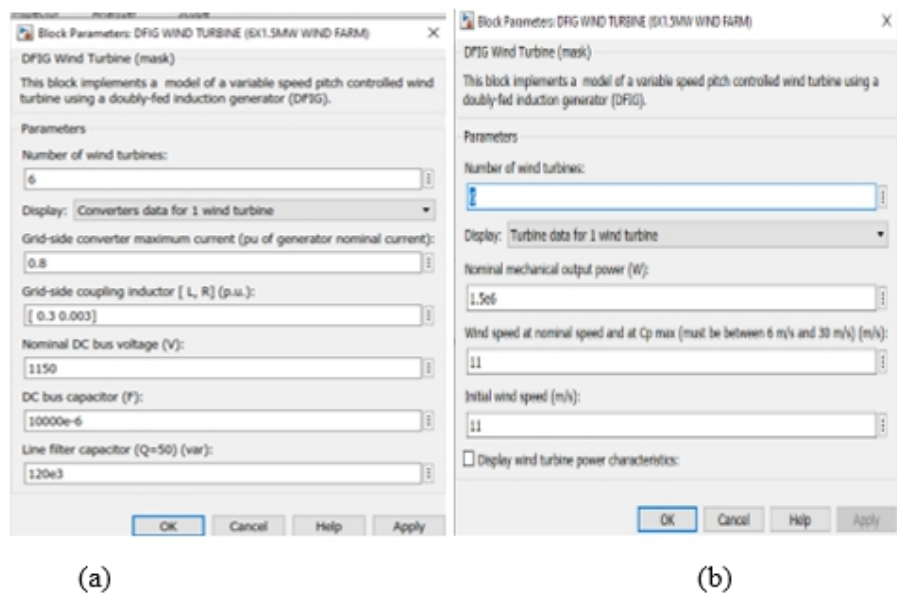 Block Parameters: DFIG WIND TURBINE (6X1.5MW WIND FARM)
DFIG Wind Turbine (mask)
This block implements a model of a variable speed pitch controlled wind
turbine using a doubly-fed induction generator (DFIG).
Parameters
Number of wind turbines:
6
Display: Converters data for 1 wind turbine
Grid-side converter maximum current (pu of generator nominal current):
0.8
Grid-side coupling inductor [ L, R] (p.u.):
[ 0.3 0.003]
Nominal DC bus voltage (V):
1150
DC bus capacitor (F):
10000e-6
Line filter capacitor (Q=50) (var):
120e3
OK Cancel Help Apply
(a)
Block Parameters: DFIG WIND TURBINE (6X1.5MW WIND FARM)
DFIG Wind Turbine (mask)
This block implements a model of a variable speed pitch controlled wind turbine using a
doubly-fed induction generator (DFIG).
Parameters
Number of wind turbines:
Display: Turbine data for 1 wind turbine
Nominal mechanical output power (W):
1.5e6
Wind speed at nominal speed and at Cp max (must be between 6 m/s and 30 m/s) (m/s):
11
Initial wind speed (m/s):
11
Display wind turbine power characteristics:
OK Cancel Help Apply
(b)